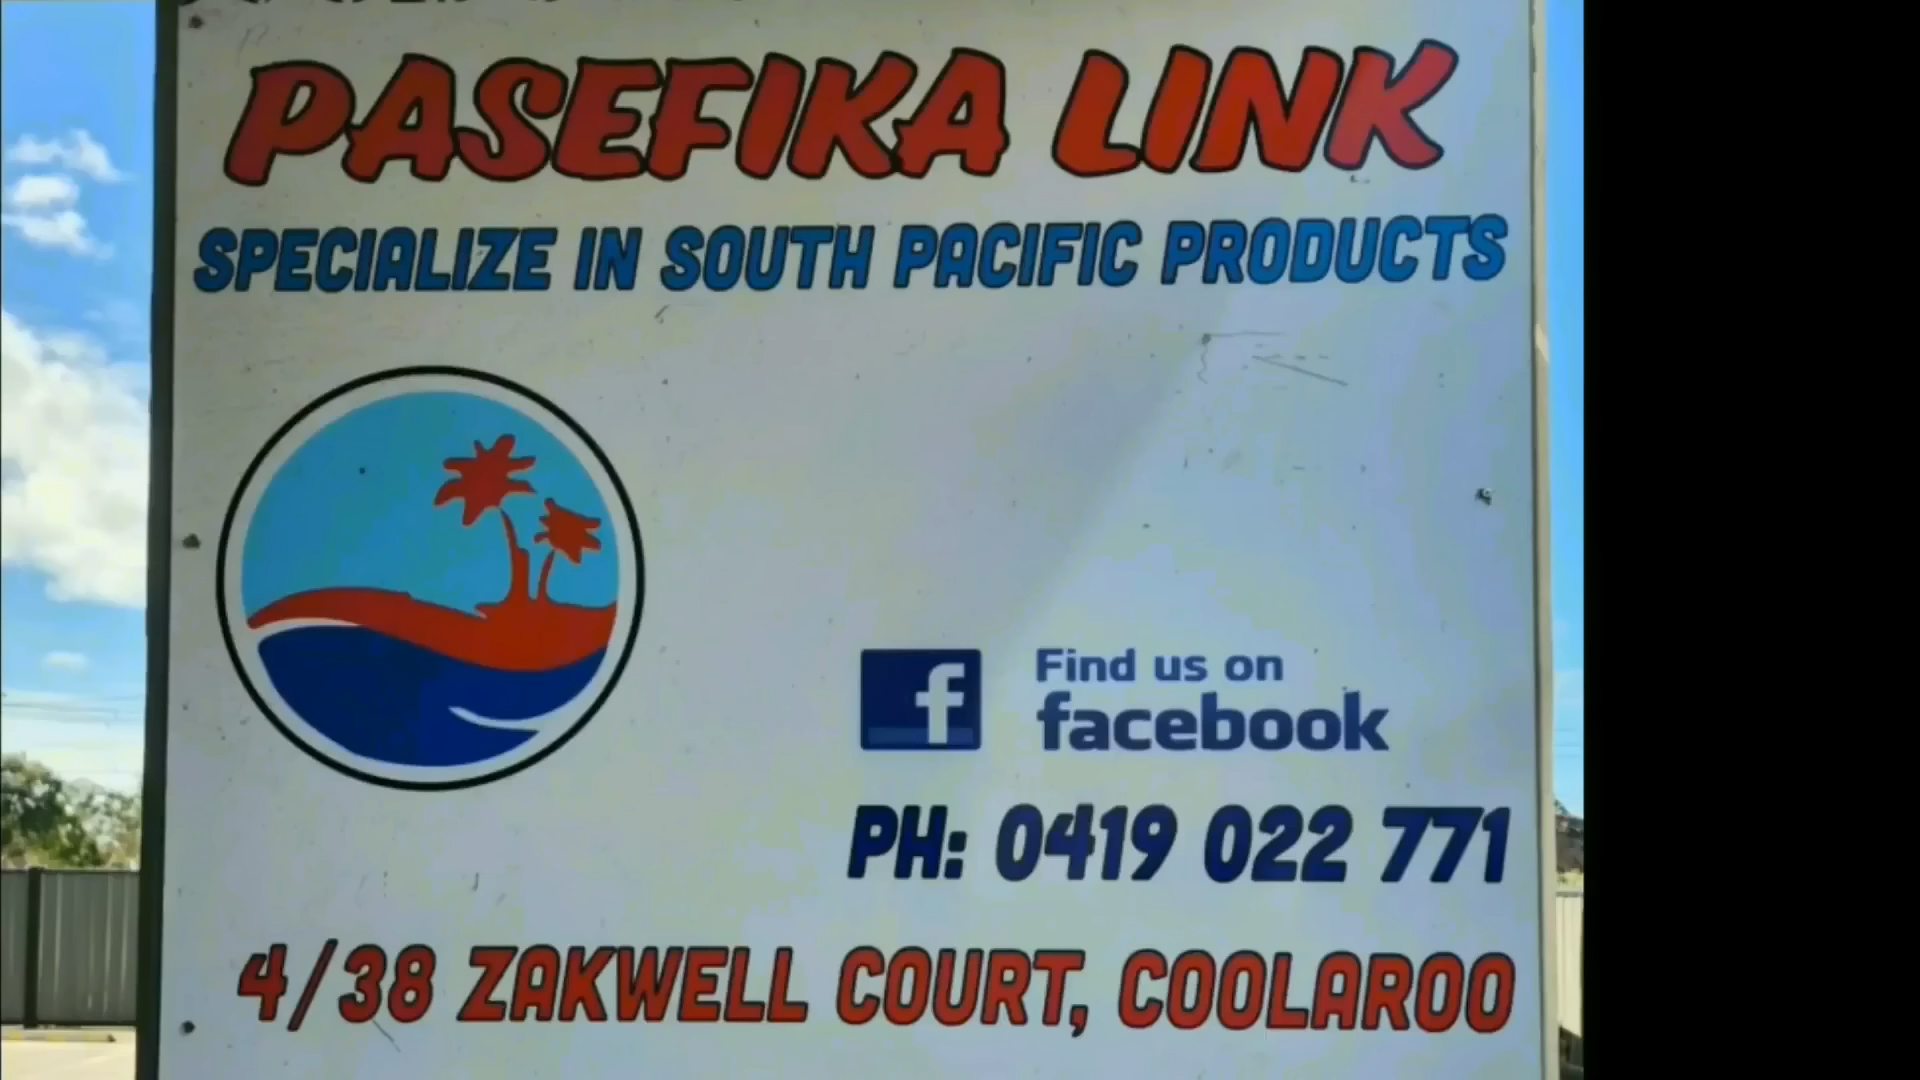 PASEFIKA LINK
SPECIALIZE IN SOUTH PACIFIC PRODUCTS
f Find us on
facebook
PH: 0419 022 771
4/38 ZAKWELL COURT, COOLAROO